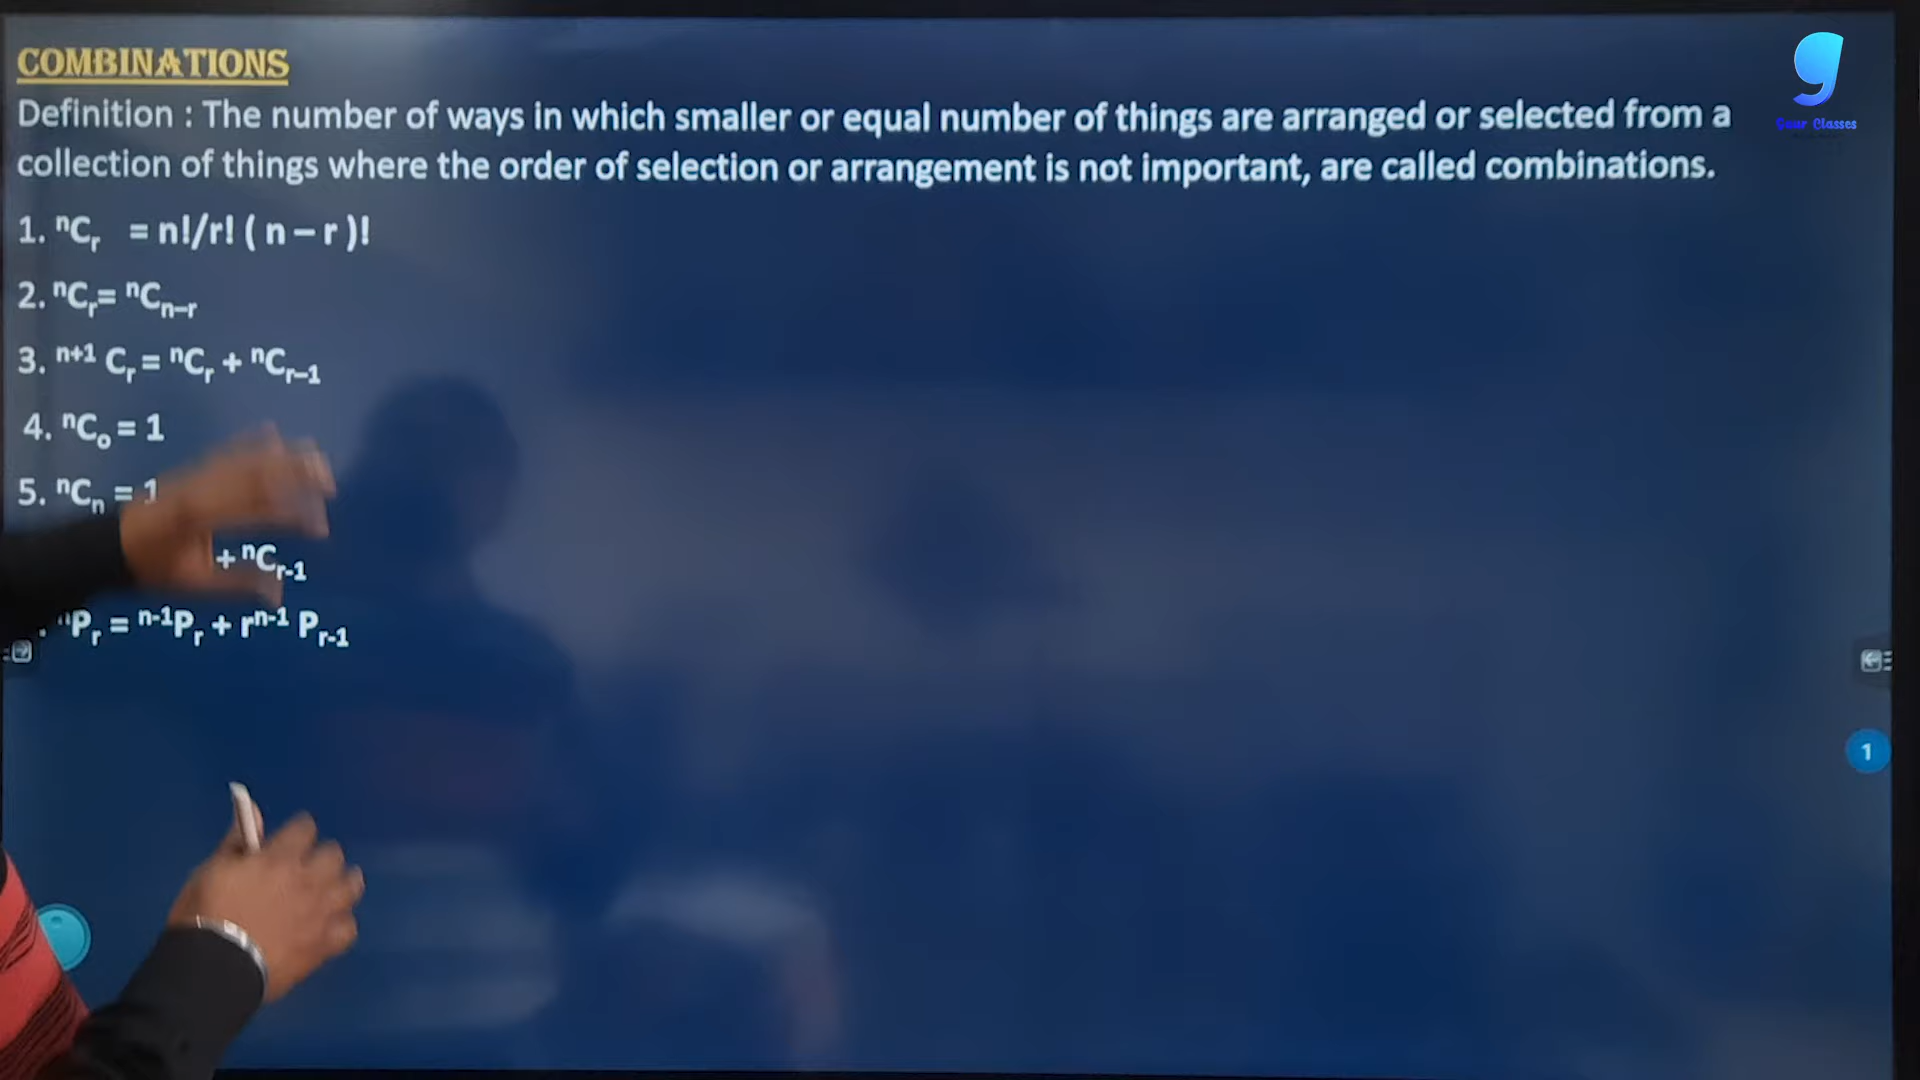 COMBINATIONS
Definition : The number of ways in which smaller or equal number of things are arranged or selected from a
collection of things where the order of selection or arrangement is not important, are called combinations.
1. ⁿCᵣ = n!/r! ( n – r )!
2. ⁿCᵣ= ⁿCₙ₋ᵣ
3. ⁿ⁺¹ Cᵣ = ⁿCᵣ + ⁿCᵣ₋₁
4. ⁿC₀ = 1
5. ⁿCₙ = 1
+ ⁿCᵣ₋₁
. ⁿPᵣ = ⁿ⁻¹Pᵣ + rⁿ⁻¹ Pᵣ₋₁
g
Gour Classes
1